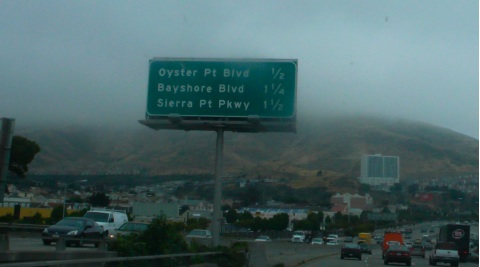 Oyster Pt Blvd 1/2
Bayshore Blvd 1 1/4
Sierra Pt Pkwy 1 1/2